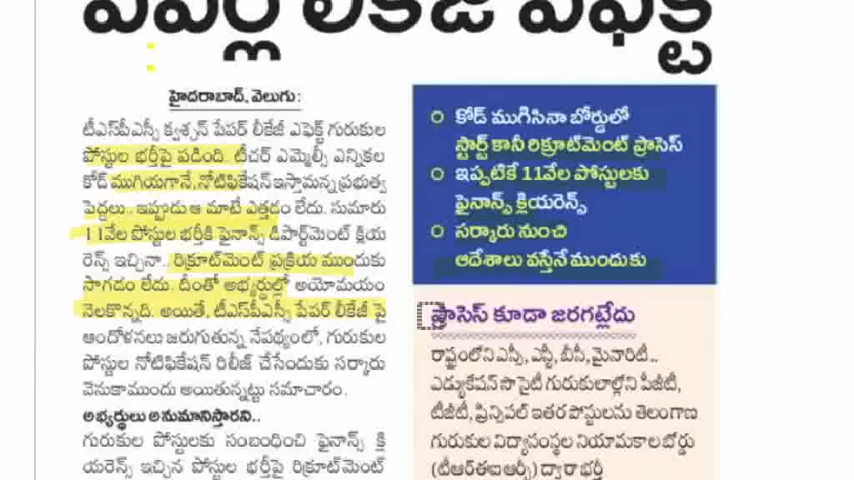 పేపర్ల లీకేజీ ఎఫెక్ట్
హైదరాబాద్, వెలుగు:
టీఎస్‌పీఎస్సీ క్వశ్చన్ పేపర్ లీకేజీ ఎఫెక్ట్ గురుకుల
పోస్టుల భర్తీపై పడింది. టీచర్ ఎమ్మెల్సీ ఎన్నికల
కోడ్ ముగియగానే, నోటిఫికేషన్ ఇస్తామన్న ప్రభుత్వ
పెద్దలు.. ఇప్పుడు ఆ మాటే ఎత్తడం లేదు. సుమారు
11వేల పోస్టుల భర్తీకి ఫైనాన్స్ డిపార్ట్‌మెంట్ క్లియ
రెన్స్ ఇచ్చినా.. రిక్రూట్‌మెంట్ ప్రక్రియ ముందుకు
సాగడం లేదు. దీంతో అభ్యర్థుల్లో అయోమయం
నెలకొన్నది. అయితే, టీఎస్‌పీఎస్సీ పేపర్ లీకేజీ పై
ఆందోళనలు జరుగుతున్న నేపథ్యంలో, గురుకుల
పోస్టుల నోటిఫికేషన్ రిలీజ్ చేసేందుకు సర్కారు
వెనుకాముందు అయితున్నట్టు సమాచారం.
అభ్యర్థులు అనుమానిస్తారని..
గురుకుల పోస్టులకు సంబంధించి ఫైనాన్స్ క్లి
యరెన్స్ ఇచ్చిన పోస్టుల భర్తీపై రిక్రూట్‌మెంట్
కోడ్ ముగిసినా బోర్డులో
స్టార్ట్ కానీ రిక్రూట్‌మెంట్ ప్రాసెస్
ఇప్పటికే 11వేల పోస్టులకు
ఫైనాన్స్ క్లియరెన్స్
సర్కారు నుంచి
ఆదేశాలు వస్తేనే ముందుకు
ప్రాసెస్ కూడా జరగట్లేదు
రాష్ట్రంలోని ఎస్సీ, ఎస్టీ, బీసీ, మైనారిటీ..
ఎడ్యుకేషన్ సొసైటీ గురుకులాల్లోని పీజీటీ,
టీజీటీ, ప్రిన్సిపల్ ఇతర పోస్టులను తెలంగాణ
గురుకుల విద్యాసంస్థల నియామకాల బోర్డు
(టీఆర్ఈఐఆర్బీ) ద్వారా భర్తీ